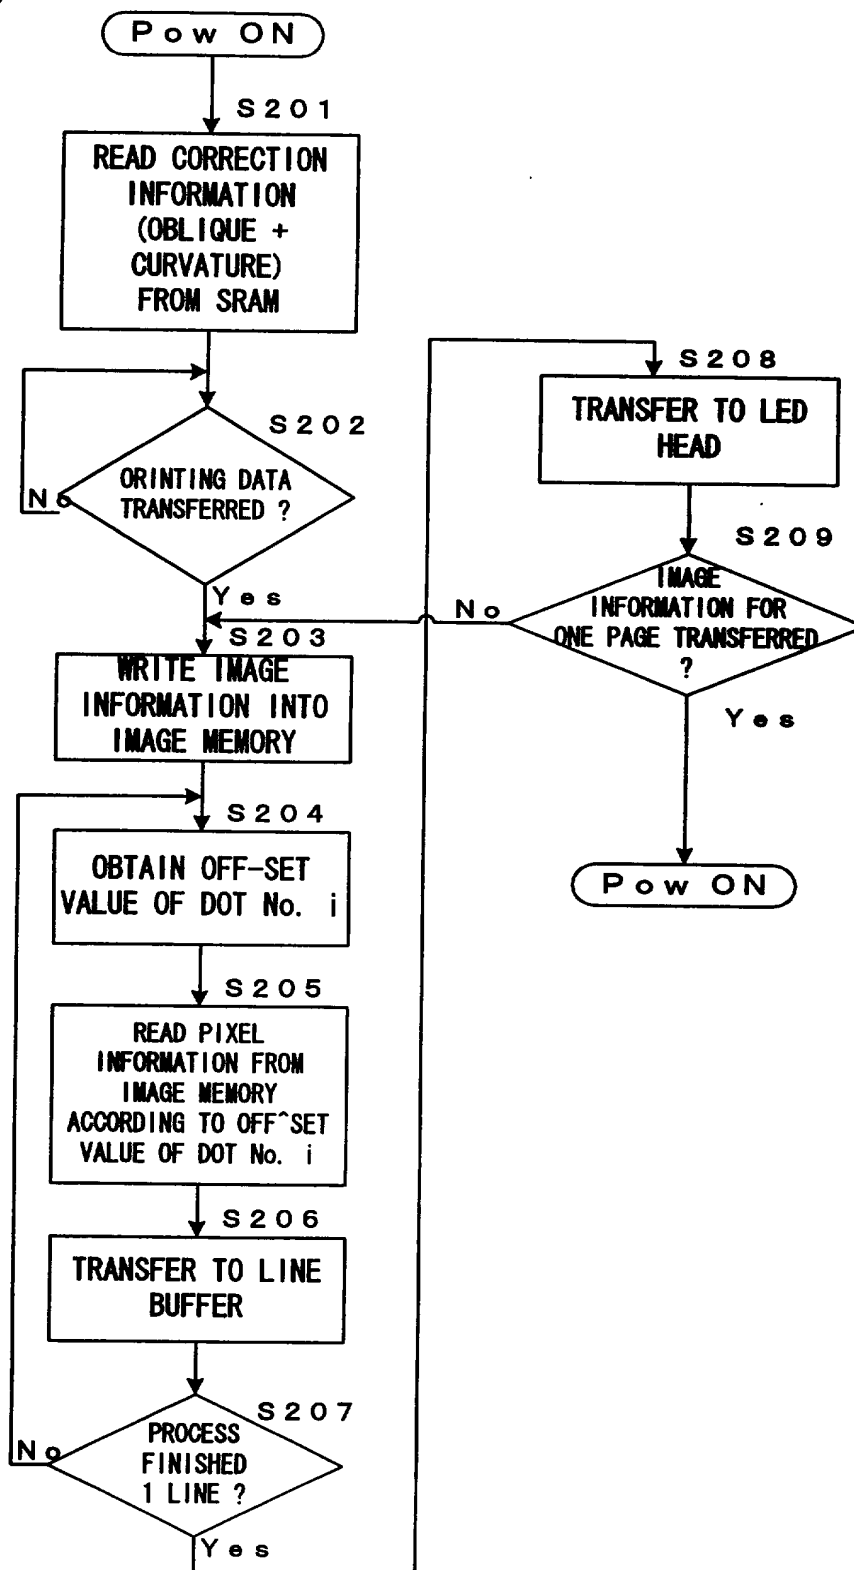 Pow ON
S201
READ CORRECTION
INFORMATION
(OBLIQUE +
CURVATURE)
FROM SRAM
S202
ORINTING DATA
TRANSFERRED ?
No
Yes
S203
WRITE IMAGE
INFORMATION INTO
IMAGE MEMORY
S204
OBTAIN OFF-SET
VALUE OF DOT No. i
S205
READ PIXEL
INFORMATION FROM
IMAGE MEMORY
ACCORDING TO OFF^SET
VALUE OF DOT No. i
S206
TRANSFER TO LINE
BUFFER
S207
PROCESS
FINISHED
1 LINE ?
No
Yes
S208
TRANSFER TO LED
HEAD
S209
IMAGE
INFORMATION FOR
ONE PAGE TRANSFERRED
?
No
Yes
Pow ON